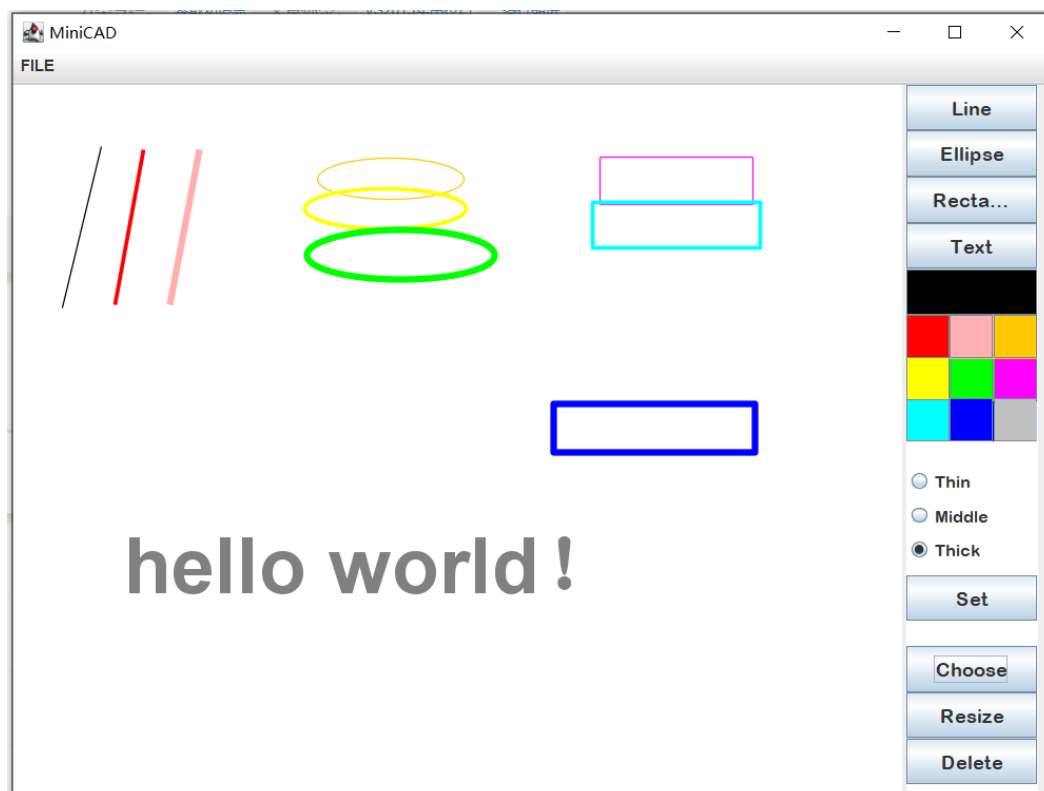 MiniCAD
FILE
Line
Ellipse
Recta...
Text
Thin
Middle
Thick
hello world！
Set
Choose
Resize
Delete